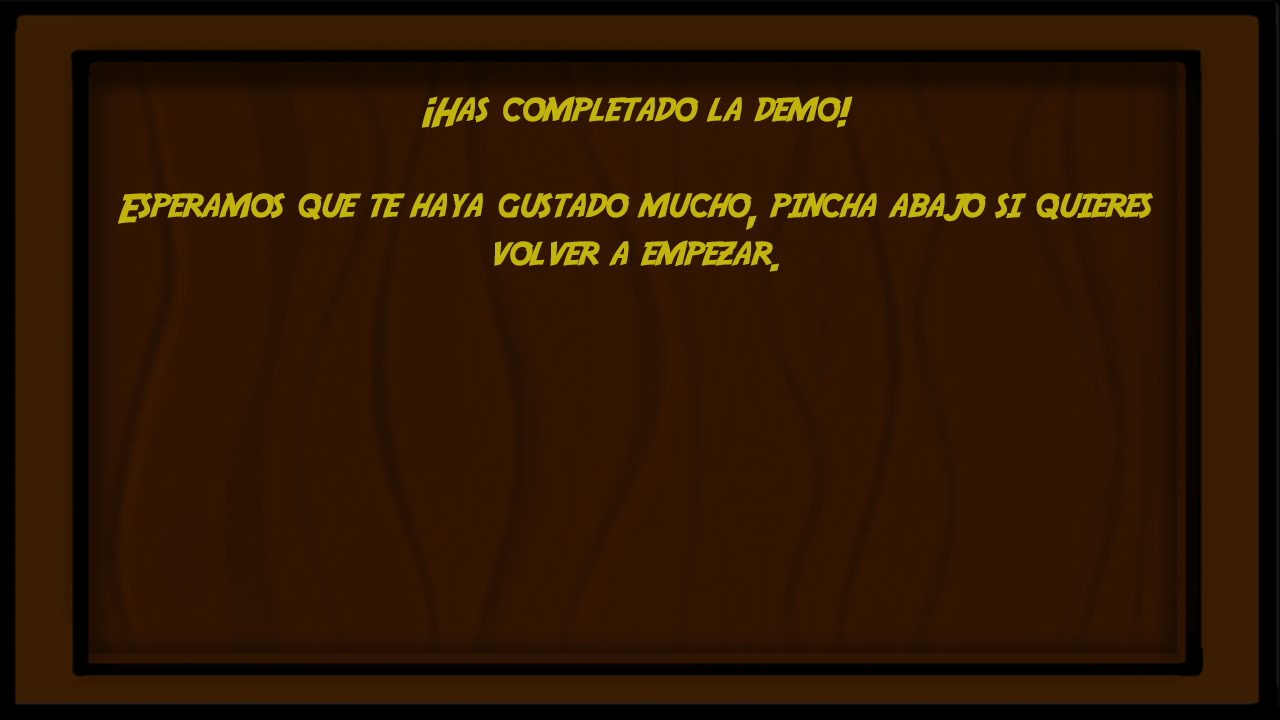 ¡Has completado la demo!
Esperamos que te haya gustado mucho, pincha abajo si quieres
volver a empezar.